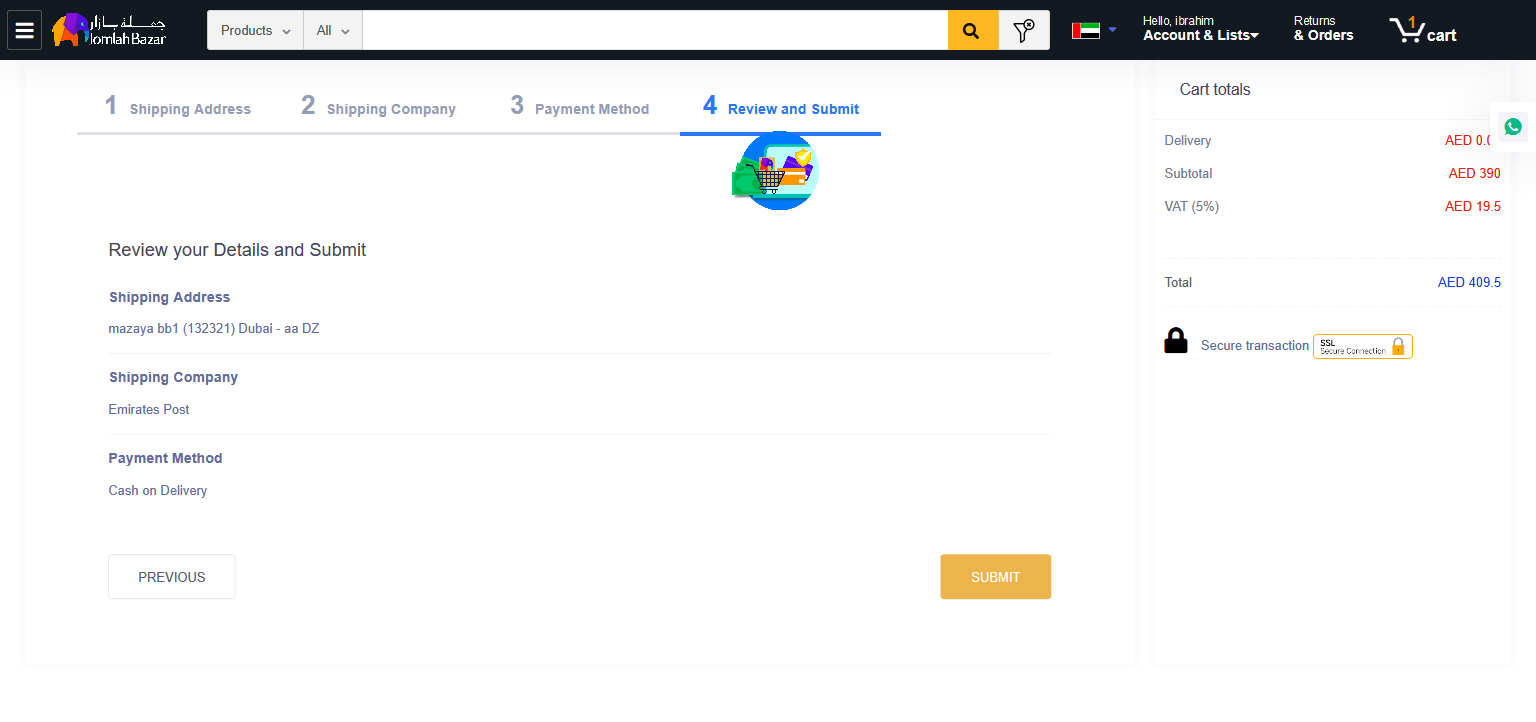 جملة بازار
Jomlah Bazar
Products
All
Hello, ibrahim
Account & Lists
Returns
& Orders
1
cart
1 Shipping Address
2 Shipping Company
3 Payment Method
4 Review and Submit
Review your Details and Submit
Shipping Address
mazaya bb1 (132321) Dubai - aa DZ
Shipping Company
Emirates Post
Payment Method
Cash on Delivery
PREVIOUS
SUBMIT
Cart totals
Delivery AED 0.0
Subtotal AED 390
VAT (5%) AED 19.5
Total AED 409.5
Secure transaction
SSL
Secure Connection